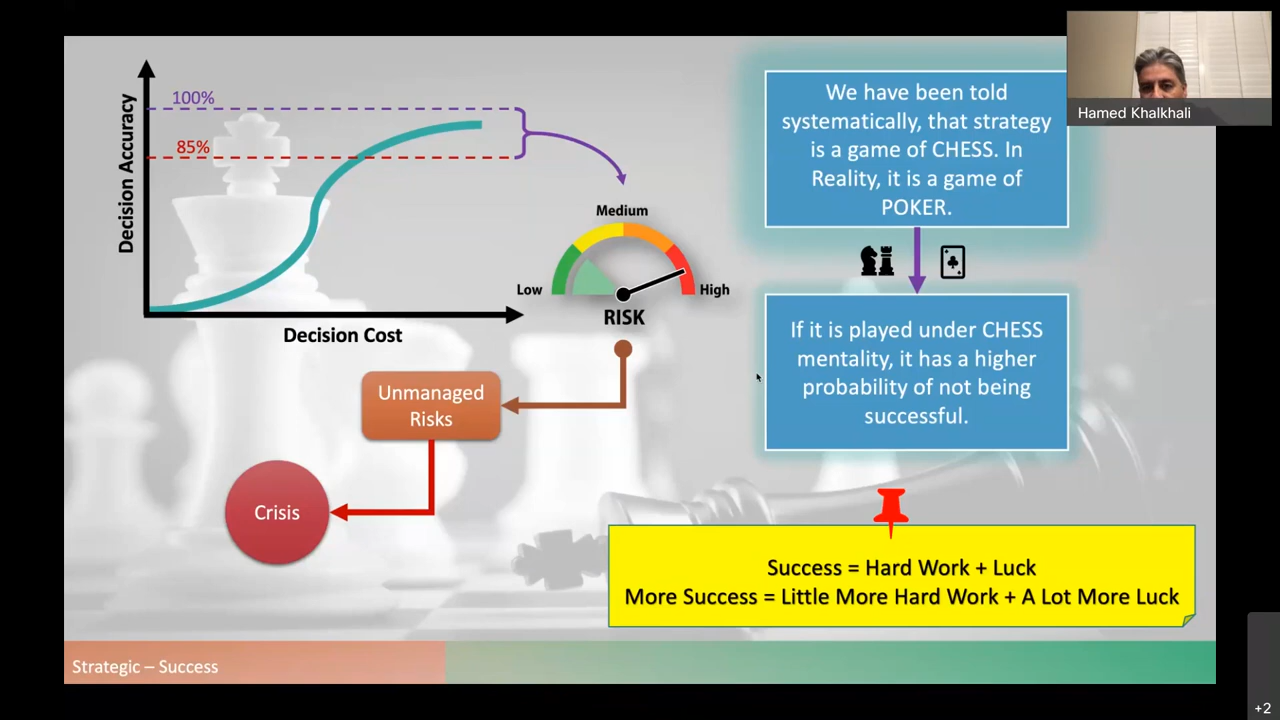 100%
85%
Decision Accuracy
Decision Cost
Medium
Low
High
RISK
Unmanaged
Risks
Crisis
We have been told
systematically, that strategy
is a game of CHESS. In
Reality, it is a game of
POKER.
If it is played under CHESS
mentality, it has a higher
probability of not being
successful.
Success = Hard Work + Luck
More Success = Little More Hard Work + A Lot More Luck
Strategic – Success
Hamed Khalkhali
+2